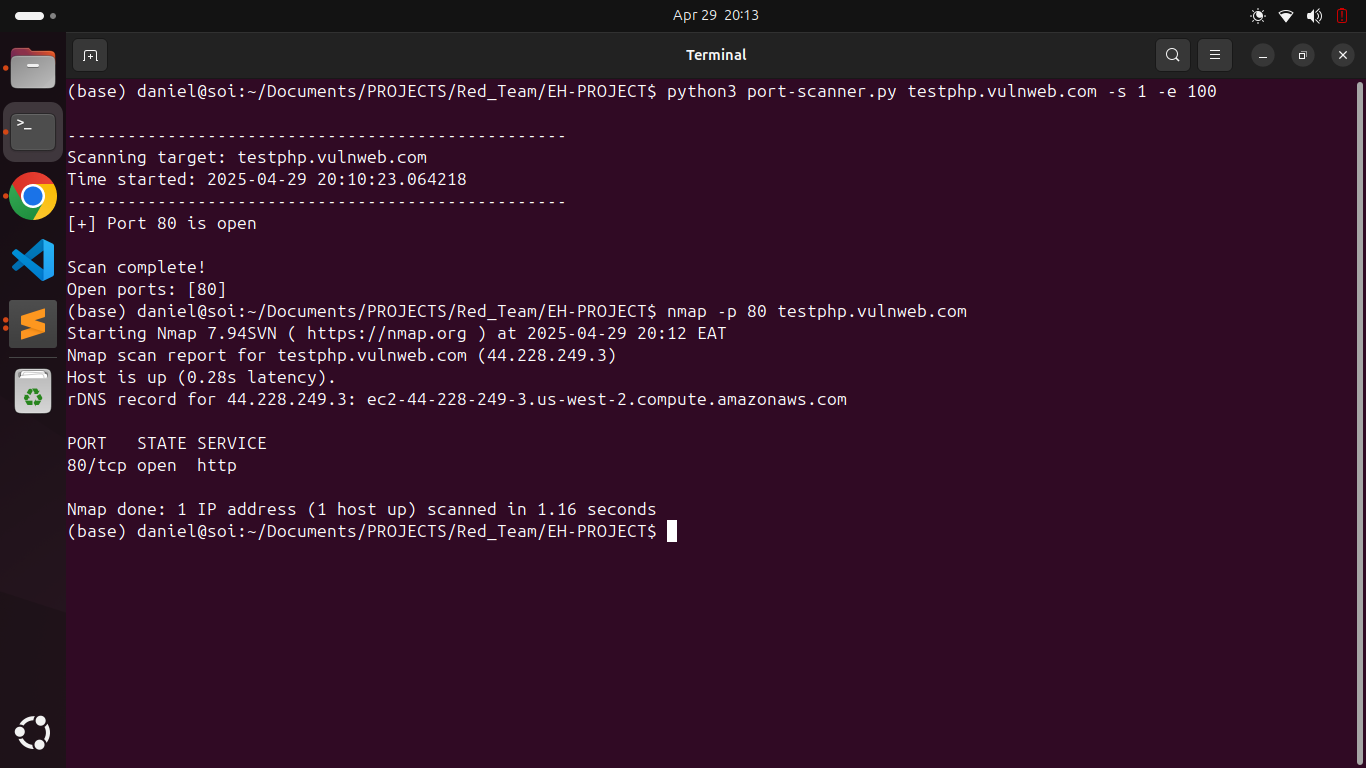 Apr 29 20:13
Terminal
(base) daniel@soi:~/Documents/PROJECTS/Red_Team/EH-PROJECT$ python3 port-scanner.py testphp.vulnweb.com -s 1 -e 100
--------------------------------------------------
Scanning target: testphp.vulnweb.com
Time started: 2025-04-29 20:10:23.064218
--------------------------------------------------
[+] Port 80 is open
Scan complete!
Open ports: [80]
(base) daniel@soi:~/Documents/PROJECTS/Red_Team/EH-PROJECT$ nmap -p 80 testphp.vulnweb.com
Starting Nmap 7.94SVN ( https://nmap.org ) at 2025-04-29 20:12 EAT
Nmap scan report for testphp.vulnweb.com (44.228.249.3)
Host is up (0.28s latency).
rDNS record for 44.228.249.3: ec2-44-228-249-3.us-west-2.compute.amazonaws.com
PORT   STATE SERVICE
80/tcp open  http
Nmap done: 1 IP address (1 host up) scanned in 1.16 seconds
(base) daniel@soi:~/Documents/PROJECTS/Red_Team/EH-PROJECT$